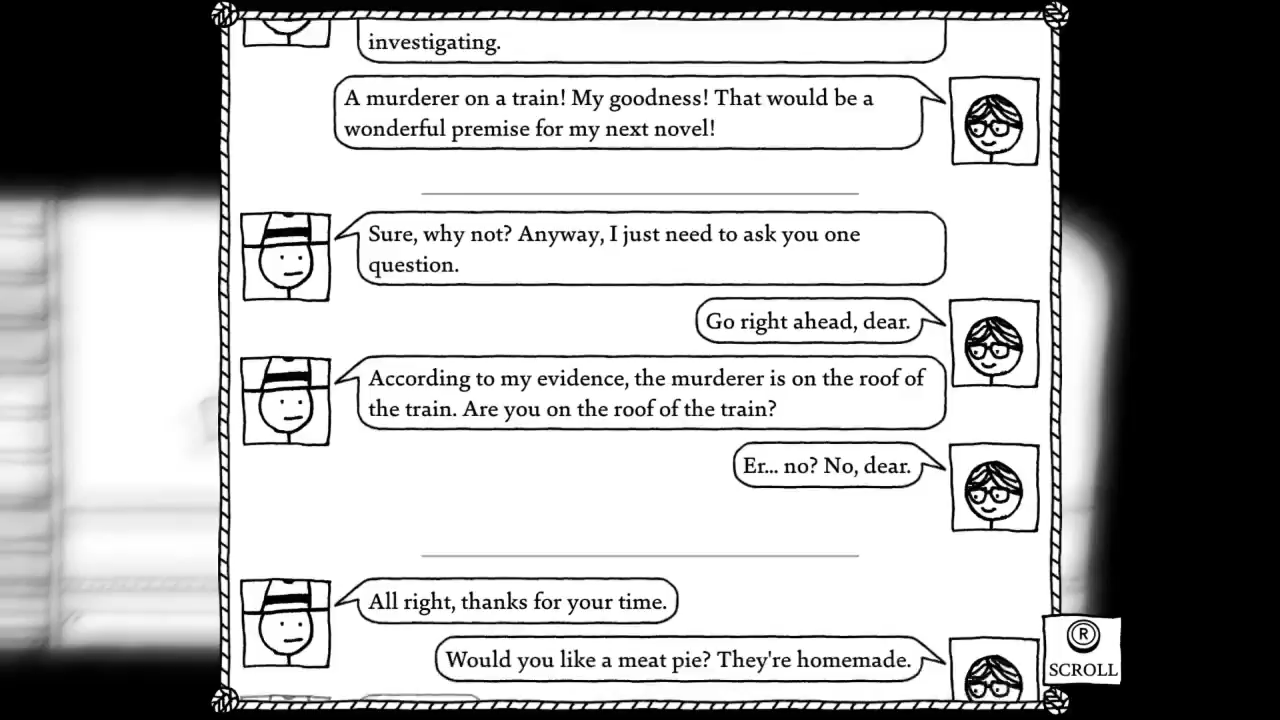 investigating.
A murderer on a train! My goodness! That would be a
wonderful premise for my next novel!
Sure, why not? Anyway, I just need to ask you one
question.
Go right ahead, dear.
According to my evidence, the murderer is on the roof of
the train. Are you on the roof of the train?
Er... no? No, dear.
All right, thanks for your time.
Would you like a meat pie? They're homemade.
R
SCROLL